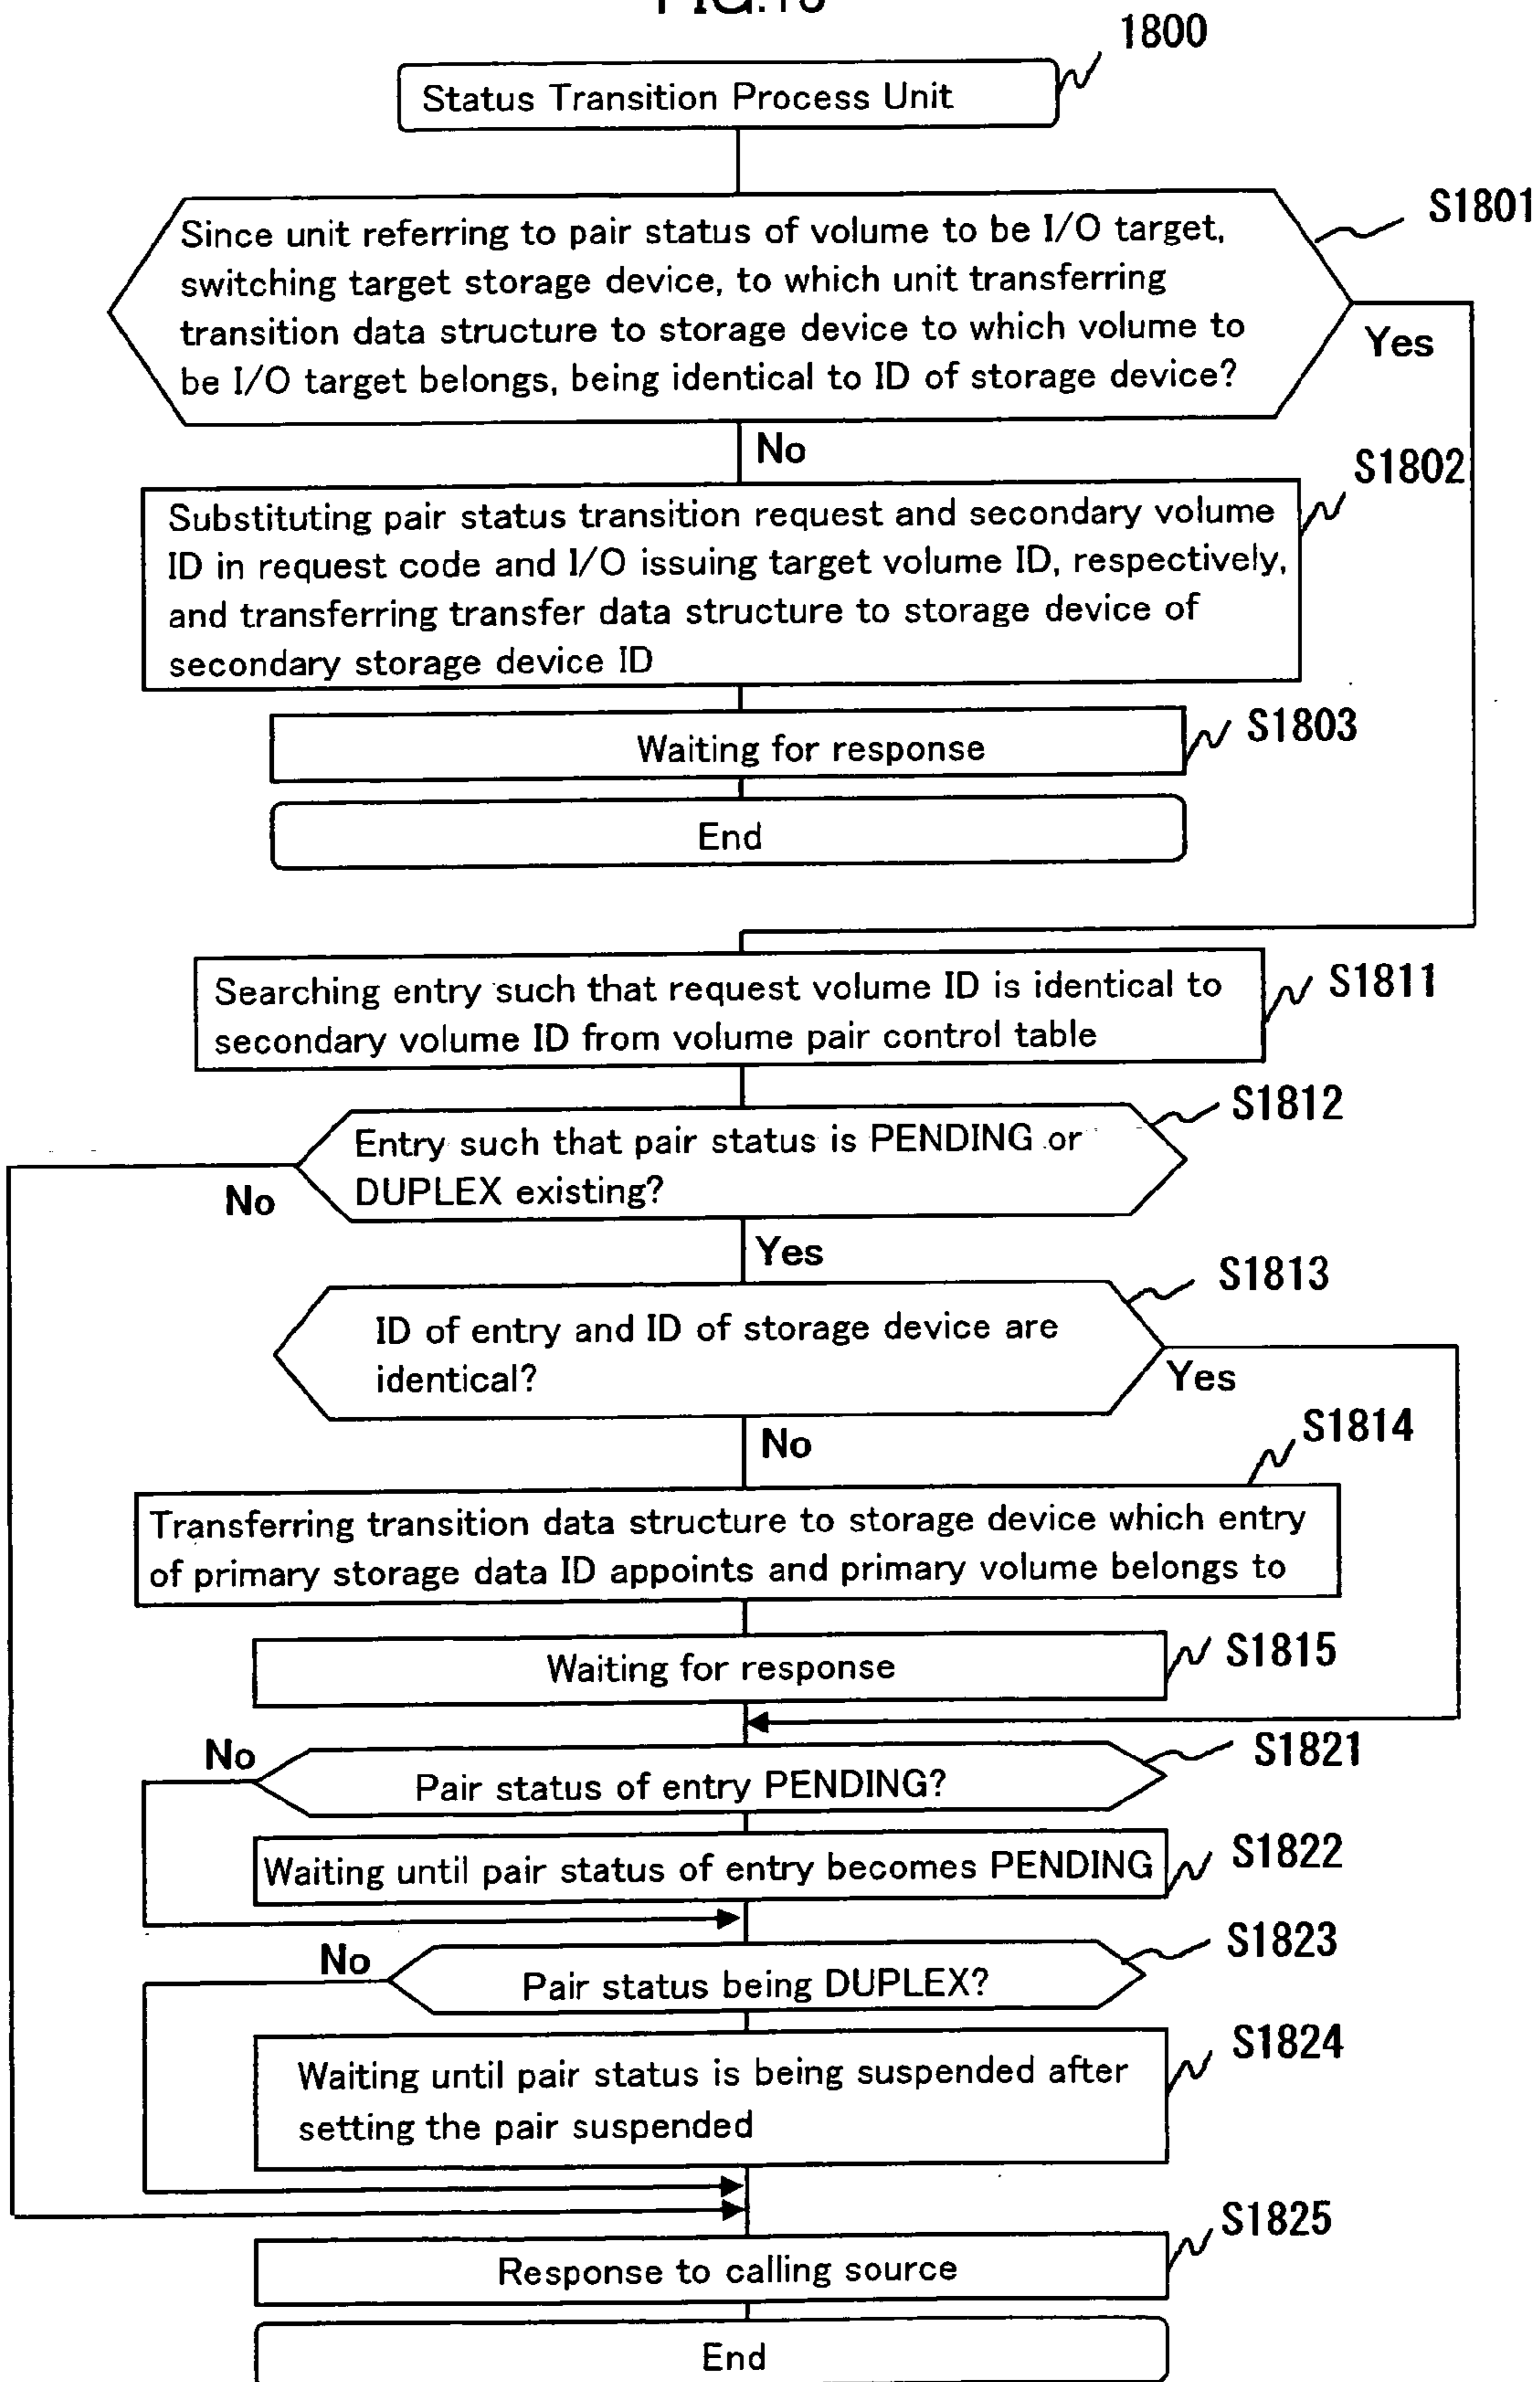 1800
Status Transition Process Unit
S1801
Since unit referring to pair status of volume to be I/O target,
switching target storage device, to which unit transferring
transition data structure to storage device to which volume to
be I/O target belongs, being identical to ID of storage device?
Yes
No
S1802
Substituting pair status transition request and secondary volume
ID in request code and I/O issuing target volume ID, respectively,
and transferring transfer data structure to storage device of
secondary storage device ID
S1803
Waiting for response
End
S1811
Searching entry such that request volume ID is identical to
secondary volume ID from volume pair control table
S1812
Entry such that pair status is PENDING or
DUPLEX existing?
No
Yes
S1813
ID of entry and ID of storage device are
identical?
Yes
No
S1814
Transferring transition data structure to storage device which entry
of primary storage data ID appoints and primary volume belongs to
S1815
Waiting for response
No
S1821
Pair status of entry PENDING?
S1822
Waiting until pair status of entry becomes PENDING
S1823
No
Pair status being DUPLEX?
S1824
Waiting until pair status is being suspended after
setting the pair suspended
S1825
Response to calling source
End